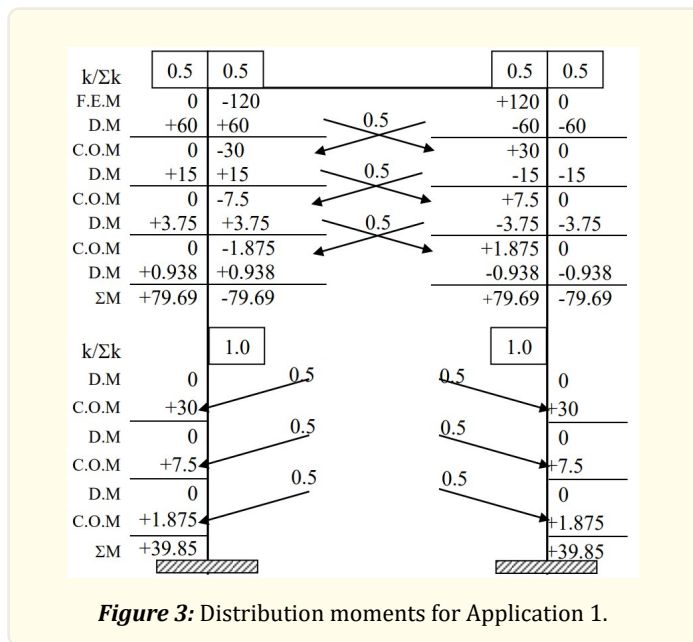 k/Σk 0.5 0.5 0.5 0.5
F.E.M 0 -120 +120 0
D.M +60 +60 0.5 -60 -60
C.O.M 0 -30 +30 0
D.M +15 +15 0.5 -15 -15
C.O.M 0 -7.5 +7.5 0
D.M +3.75 +3.75 0.5 -3.75 -3.75
C.O.M 0 -1.875 +1.875 0
D.M +0.938 +0.938 -0.938 -0.938
ΣM +79.69 -79.69 +79.69 -79.69
k/Σk 1.0 1.0
D.M 0 0.5 0.5 0
C.O.M +30 +30
D.M 0 0.5 0.5 0
C.O.M +7.5 +7.5
D.M 0 0.5 0.5 0
C.O.M +1.875 +1.875
ΣM +39.85 +39.85
Figure 3: Distribution moments for Application 1.